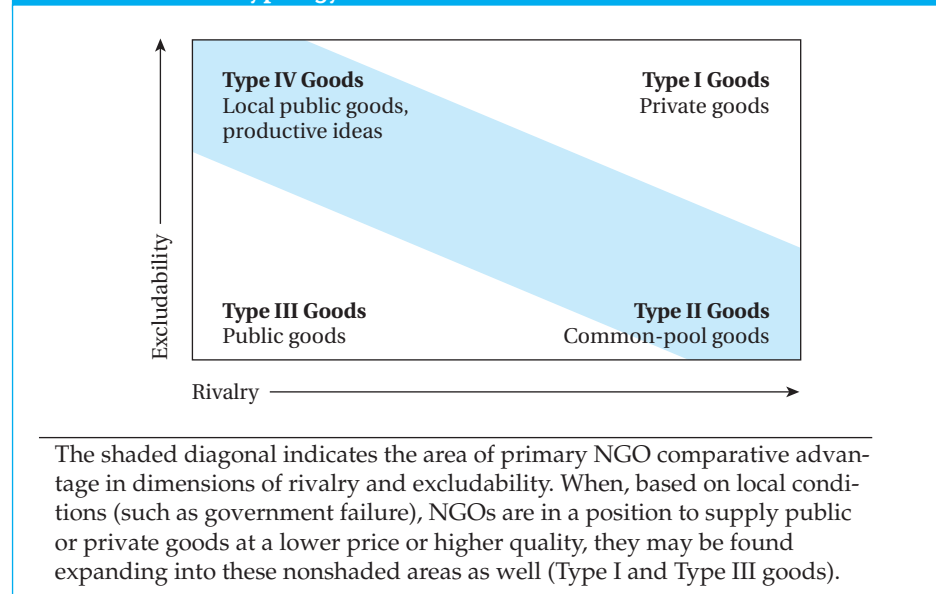 Type IV Goods
Local public goods,
productive ideas
Type I Goods
Private goods
Type III Goods
Public goods
Type II Goods
Common-pool goods
Excludability
Rivalry
The shaded diagonal indicates the area of primary NGO comparative advan-
tage in dimensions of rivalry and excludability. When, based on local condi-
tions (such as government failure), NGOs are in a position to supply public
or private goods at a lower price or higher quality, they may be found
expanding into these nonshaded areas as well (Type I and Type III goods).